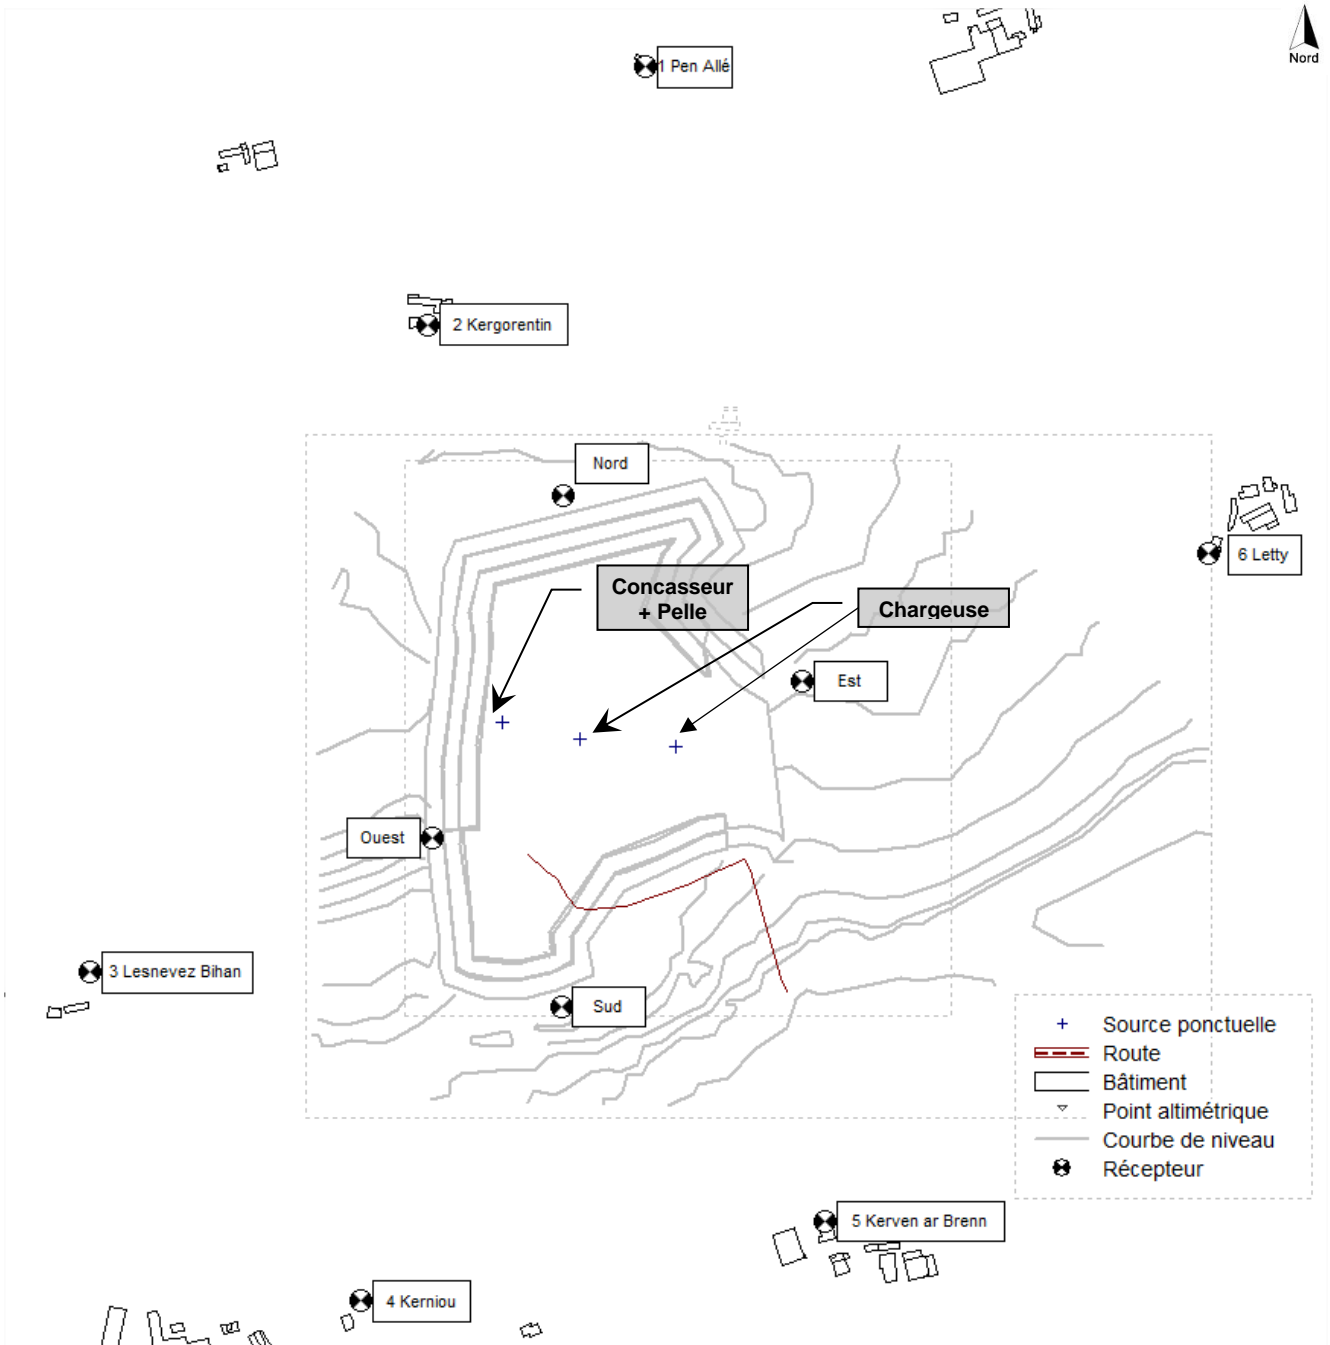 Nord
1 Pen Allé
2 Kergorentin
Nord
6 Letty
Concasseur
+ Pelle
Chargeuse
Est
Ouest
3 Lesnevez Bihan
Sud
Source ponctuelle
Route
Bâtiment
Point altimétrique
Courbe de niveau
Récepteur
5 Kerven ar Brenn
4 Kerniou